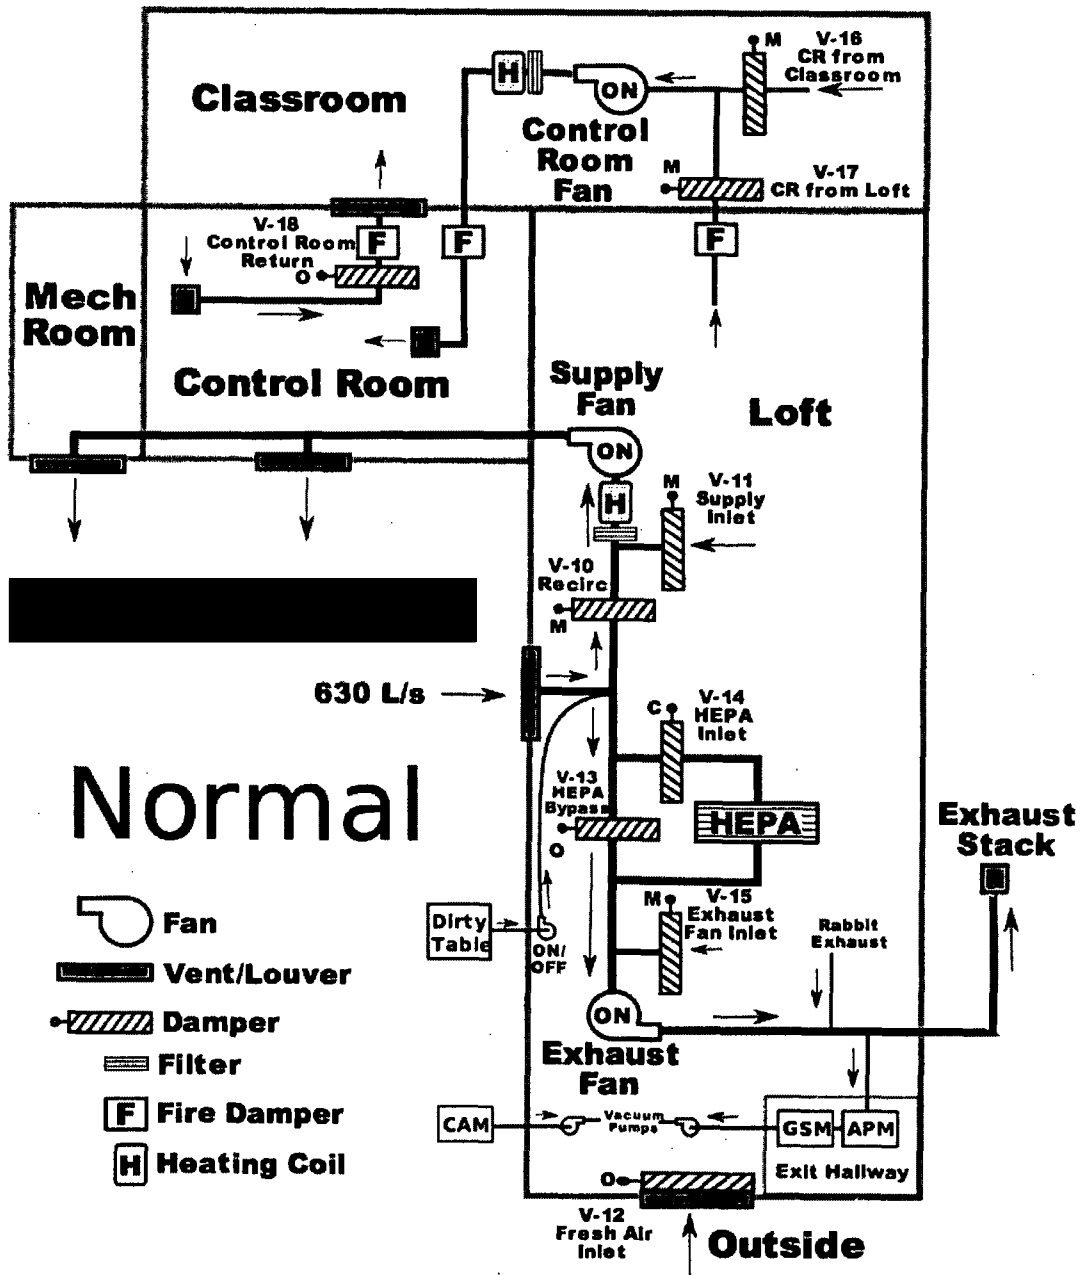 M
V-16
CR from
Classroom
H
ON
Classroom
Control
Room
Fan
M
V-17
CR from Loft
V-18
Control Room
Return
O
F
F
F
Mech
Room
Control Room
Supply
Fan
Loft
ON
H
M
V-11
Supply
Inlet
V-10
Recirc
M
630 L/s
C
V-14
HEPA
Inlet
Normal
V-13
HEPA
Bypass
O
HEPA
Exhaust
Stack
Fan
Dirty
Table
ON/
OFF
M
V-15
Exhaust
Fan Inlet
Rabbit
Exhaust
Vent/Louver
Damper
ON
Exhaust
Fan
Filter
F
Fire Damper
CAM
Vacuum
Pumps
GSM
APM
Exit Hallway
H
Heating Coil
O
V-12
Fresh Air
Inlet
Outside